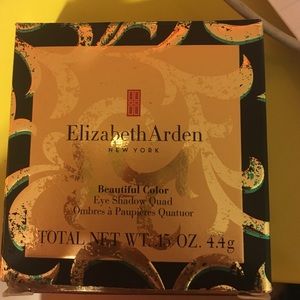 Elizabeth Arden
NEW YORK
Beautiful Color
Eye Shadow Quad
Ombres à Paupières Quatuor
TOTAL NET WT. .15 OZ. 4.4g